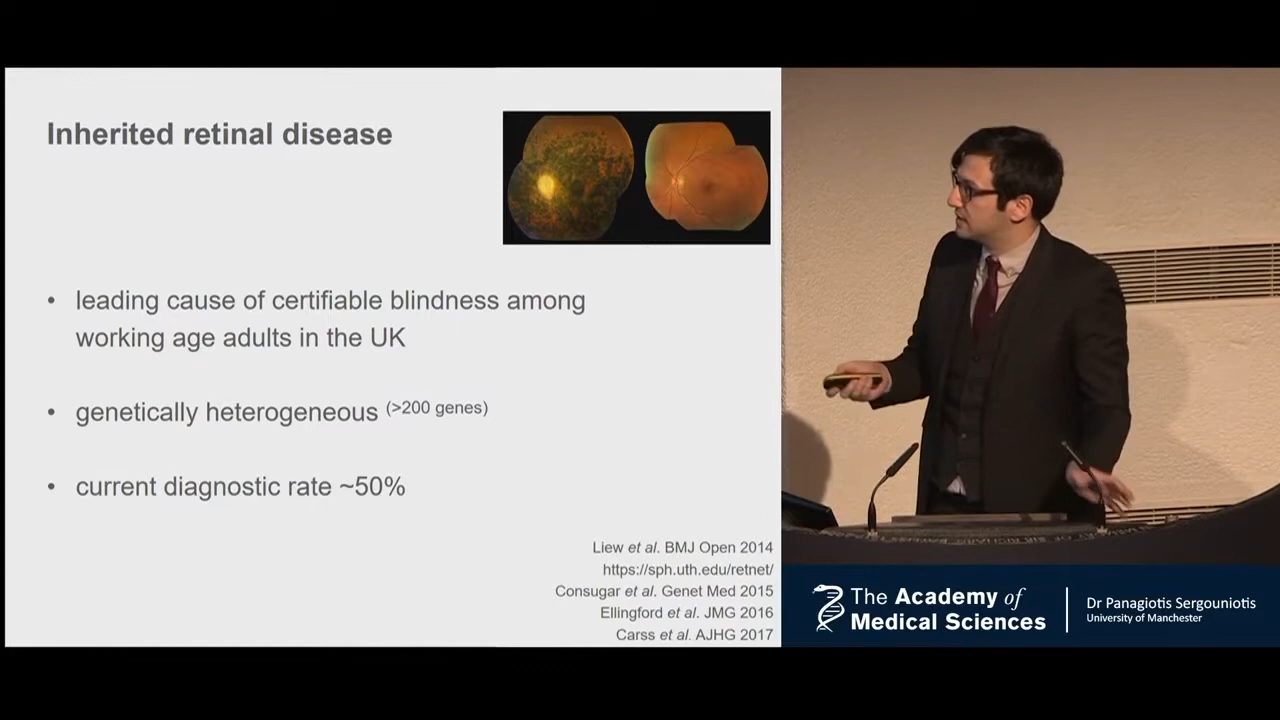 Inherited retinal disease
• leading cause of certifiable blindness among
working age adults in the UK
• genetically heterogeneous (>200 genes)
• current diagnostic rate ~50%
Liew et al. BMJ Open 2014
https://sph.uth.edu/retnet/
Consugar et al. Genet Med 2015
Ellingford et al. JMG 2016
Carss et al. AJHG 2017
The Academy of
Medical Sciences
Dr Panagiotis Sergouniotis
University of Manchester